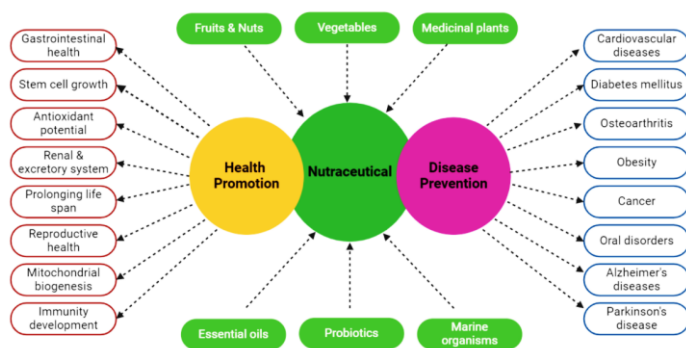 Fruits & Nuts
Vegetables
Medicinal plants
Gastrointestinal
health
Stem cell growth
Antioxidant
potential
Renal &
excretory system
Prolonging life
span
Reproductive
health
Mitochondrial
biogenesis
Immunity
development
Health
Promotion
Nutraceutical
Disease
Prevention
Cardiovascular
diseases
Diabetes mellitus
Osteoarthritis
Obesity
Cancer
Oral disorders
Alzheimer's
diseases
Parkinson's
disease
Essential oils
Probiotics
Marine
organisms